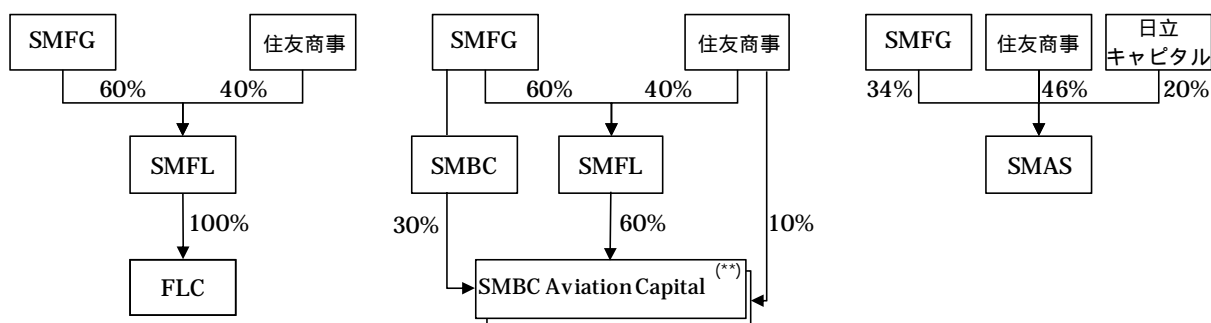 SMFG
住友商事
60%
40%
SMFL
100%
FLC
SMFG
住友商事
60%
40%
SMBC
SMFL
30%
60%
10%
SMBC Aviation Capital (**)
SMFG
住友商事
日立
キャピタル
34%
46%
20%
SMAS